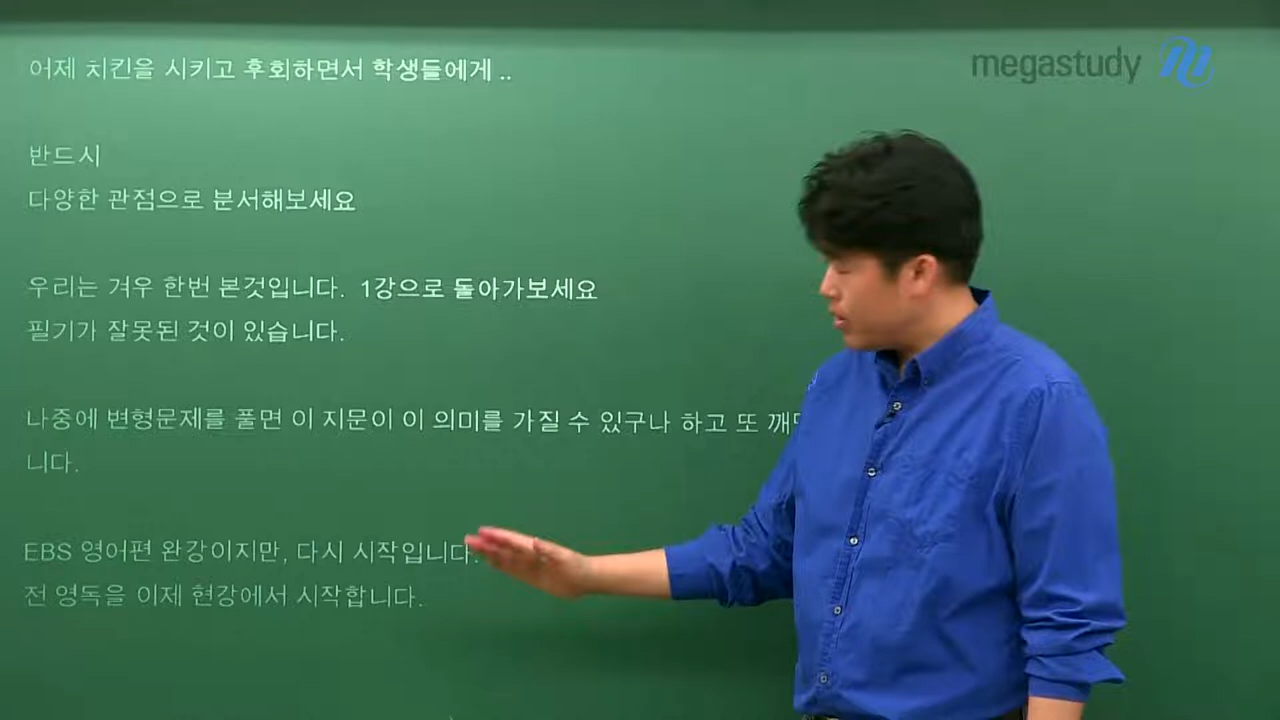 어제 치킨을 시키고 후회하면서 학생들에게 ..
megastudy
반드시
다양한 관점으로 분서해보세요
우리는 겨우 한번 본것입니다. 1강으로 돌아가보세요
필기가 잘못된 것이 있습니다.
나중에 변형문제를 풀면 이 지문이 이 의미를 가질 수 있구나 하고 또
니다.
EBS 영어편 완강이지만, 다시 시작입니다.
전 영독을 이제 현강에서 시작합니다.